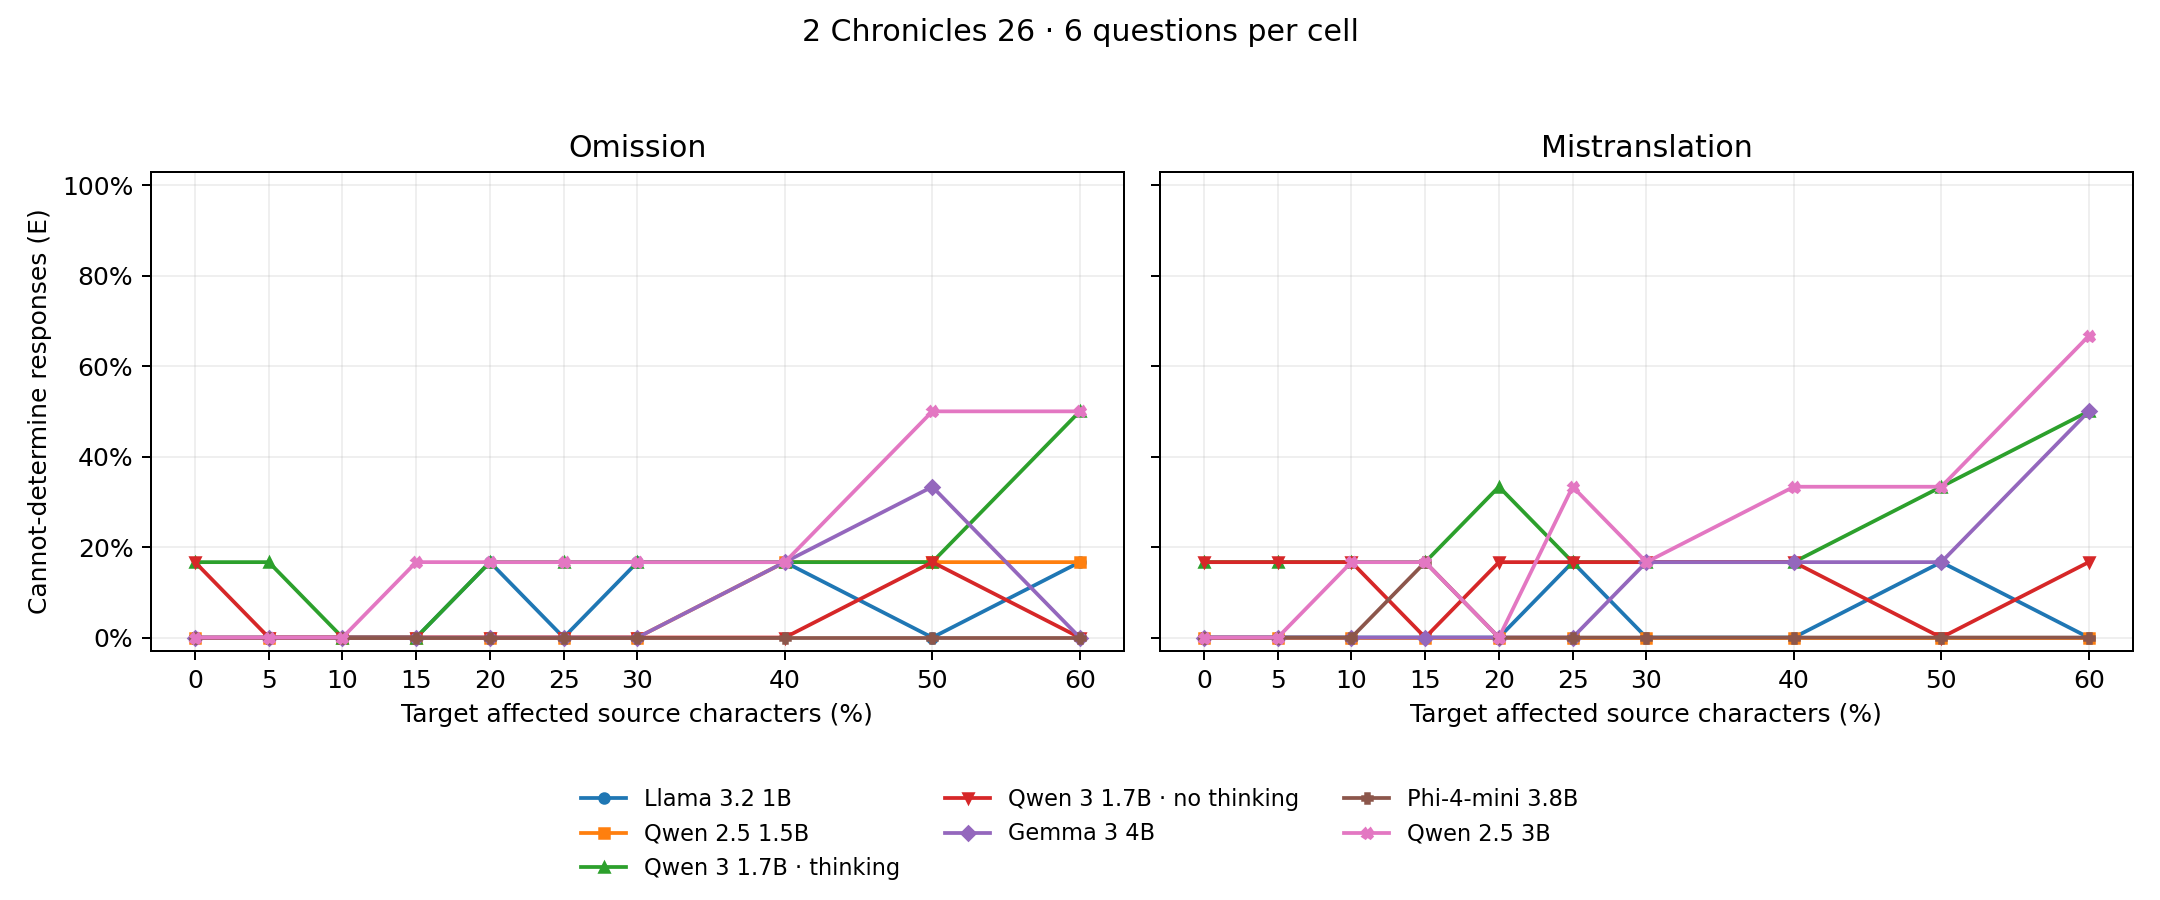 2 Chronicles 26 · 6 questions per cell
Omission
Mistranslation
Cannot-determine responses (E)
100%
80%
60%
40%
20%
0%
0 5 10 15 20 25 30 40 50 60
0 5 10 15 20 25 30 40 50 60
Target affected source characters (%)
Target affected source characters (%)
Llama 3.2 1B
Qwen 2.5 1.5B
Qwen 3 1.7B · thinking
Qwen 3 1.7B · no thinking
Gemma 3 4B
Phi-4-mini 3.8B
Qwen 2.5 3B